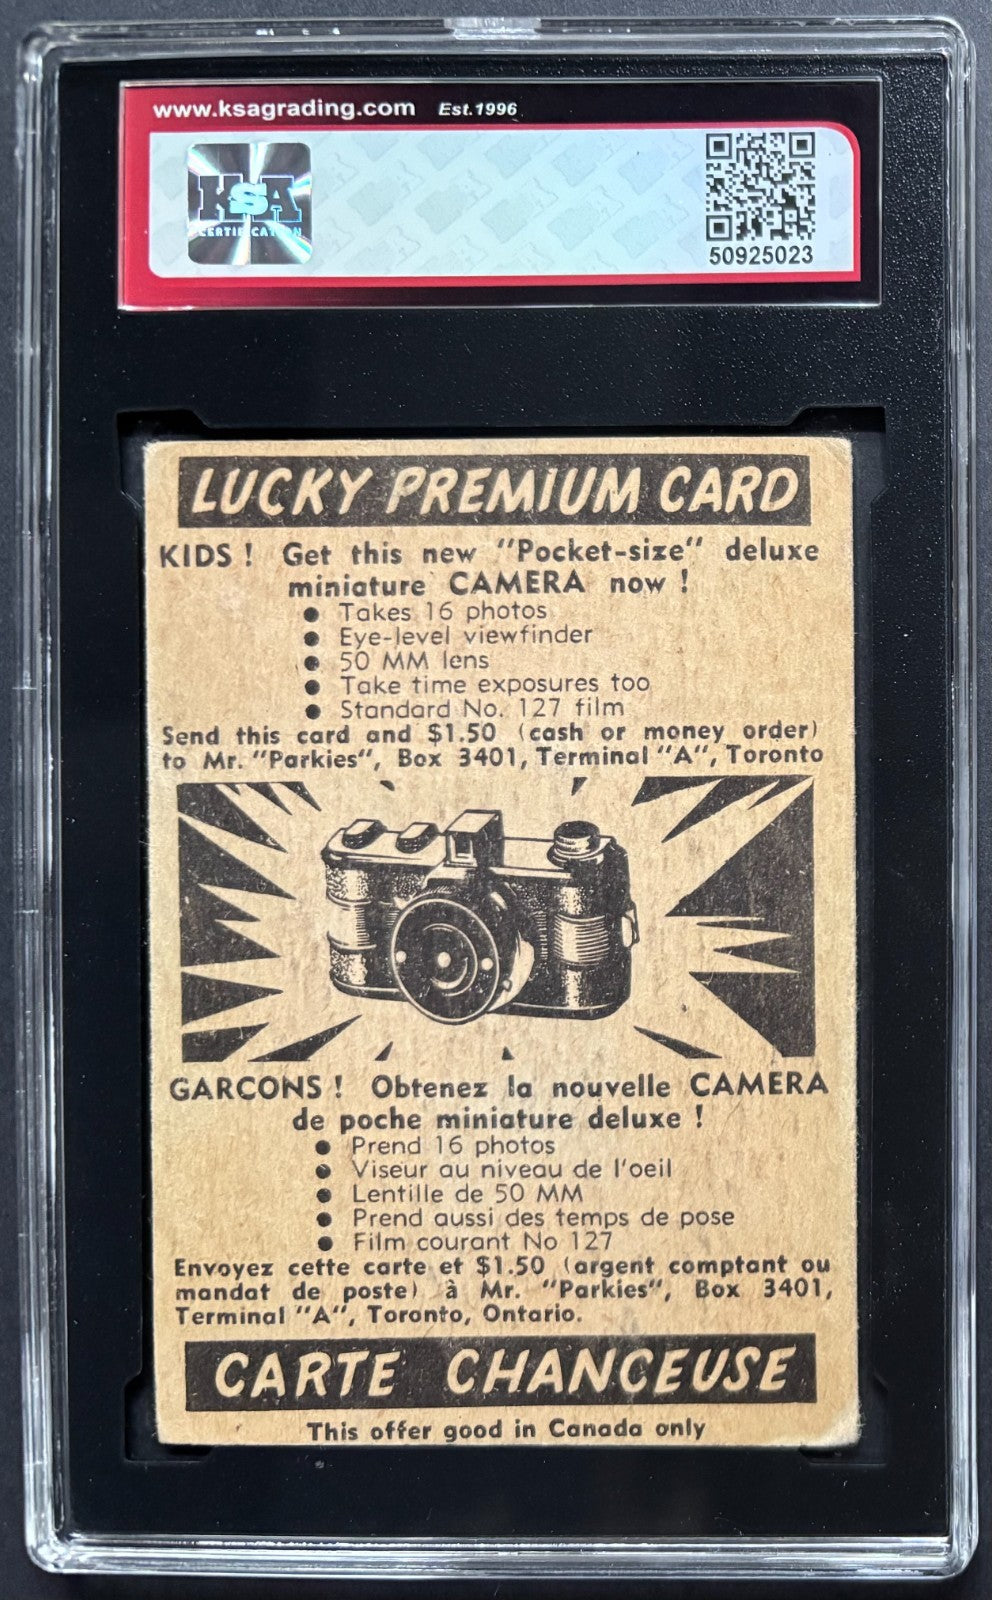 www.ksagrading.com Est.1996
KSA
CERTIFICATION
50925023
LUCKY PREMIUM CARD
KIDS ! Get this new "Pocket-size" deluxe
miniature CAMERA now !
● Takes 16 photos
● Eye-level viewfinder
● 50 MM lens
● Take time exposures too
● Standard No. 127 film
Send this card and $1.50 (cash or money order)
to Mr. "Parkies", Box 3401, Terminal "A", Toronto
GARCONS ! Obtenez la nouvelle CAMERA
de poche miniature deluxe !
● Prend 16 photos
● Viseur au niveau de l'oeil
● Lentille de 50 MM
● Prend aussi des temps de pose
● Film courant No 127
Envoyez cette carte et $1.50 (argent comptant ou
mandat de poste) à Mr. "Parkies", Box 3401,
Terminal "A", Toronto, Ontario.
CARTE CHANCEUSE
This offer good in Canada only